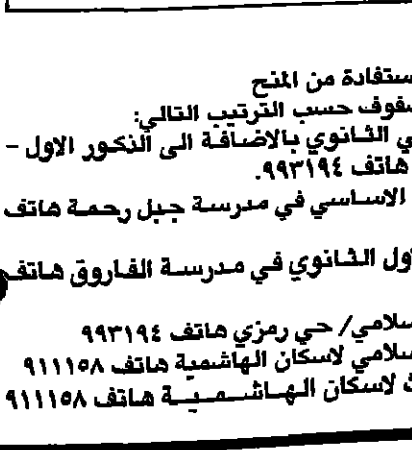 ستفادة من المنح
صفوف حسب الترتيب التالي:
ي الثانوي بالاضافة الى الذكور الاول -
هاتف ٩٩٣١٩٤.
الاساسي في مدرسة جبل رحمة هاتف
ول الثانوي في مدرسة الفاروق هاتف
سلامي/ حي رمزي هاتف ٩٩٣١٩٤
سلامي لاسكان الهاشمية هاتف ٩١١١٥٨
لاسكان الهاشمية هاتف ٩١١١٥٨